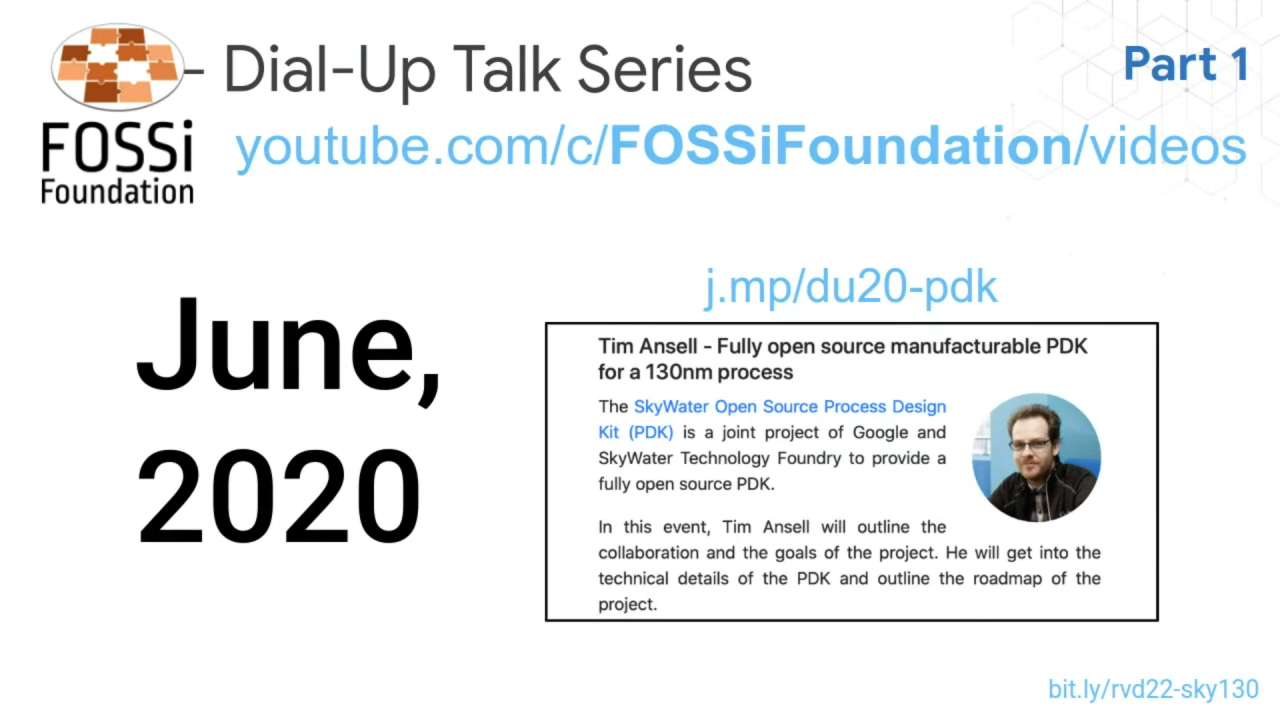 – Dial-Up Talk Series
Part 1
FOSSi
Foundation
youtube.com/c/FOSSiFoundation/videos
June,
2020
j.mp/du20-pdk
Tim Ansell - Fully open source manufacturable PDK
for a 130nm process
The SkyWater Open Source Process Design
Kit (PDK) is a joint project of Google and
SkyWater Technology Foundry to provide a
fully open source PDK.
In this event, Tim Ansell will outline the
collaboration and the goals of the project. He will get into the
technical details of the PDK and outline the roadmap of the
project.
bit.ly/rvd22-sky130